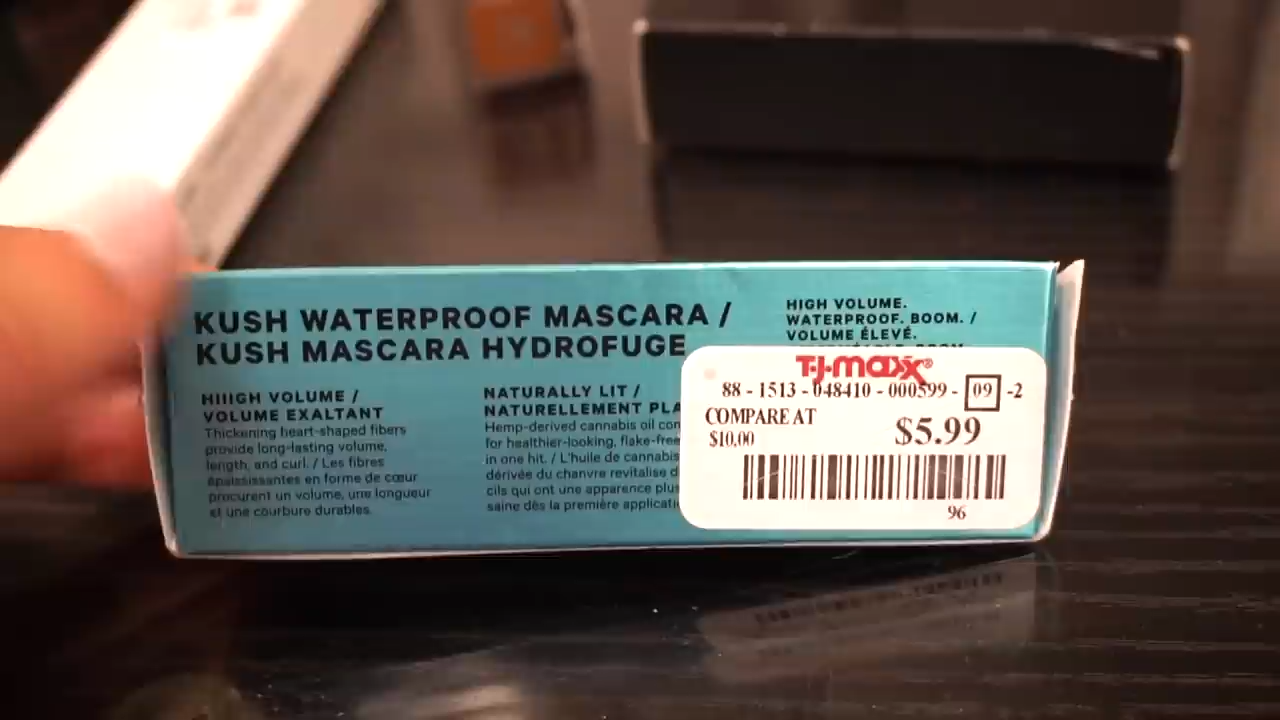 KUSH WATERPROOF MASCARA /
KUSH MASCARA HYDROFUGE
HIIIGH VOLUME /
VOLUME EXALTANT
Thickening heart-shaped fibers
provide long-lasting volume,
length, and curl. / Les fibres
épaississantes en forme de cœur
procurent un volume, une longueur
et une courbure durables.
NATURALLY LIT /
NATURELLEMENT PLA
Hemp-derived cannabis oil con
for healthier-looking, flake-free
in one hit. / L'huile de cannabis
dérivée du chanvre revitalise
cils qui ont une apparence plus
saine dès la première applicati
HIGH VOLUME.
WATERPROOF. BOOM. /
VOLUME ÉLEVÉ.
T·J·maxx®
88 - 1513 - 048410 - 000599 - 09 -2
COMPARE AT
$10.00
$5.99
96